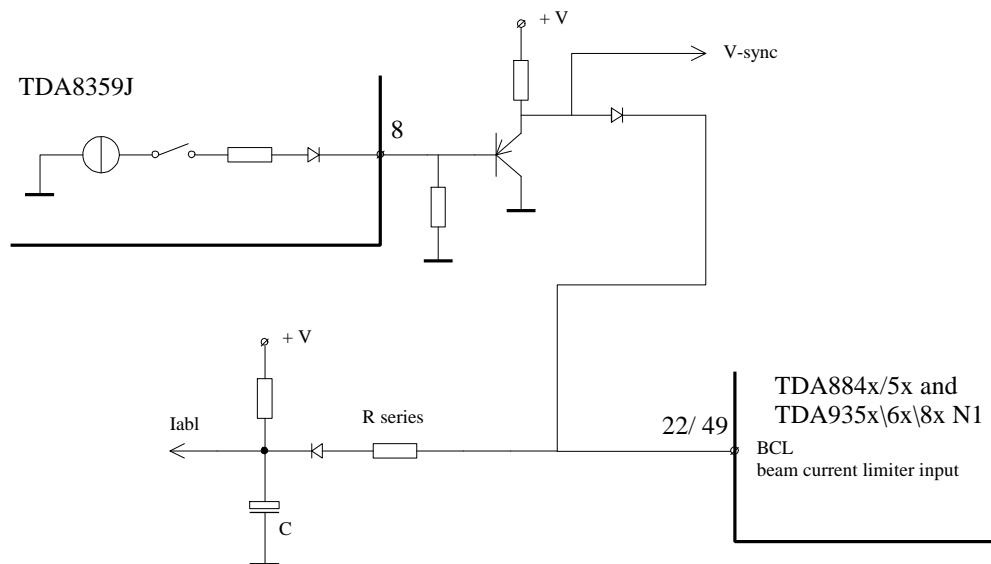 + V
V-sync
TDA8359J
8
+ V
TDA884x/5x and
TDA935x\6x\8x N1
Iabl
R series
22/ 49
BCL
beam current limiter input
C